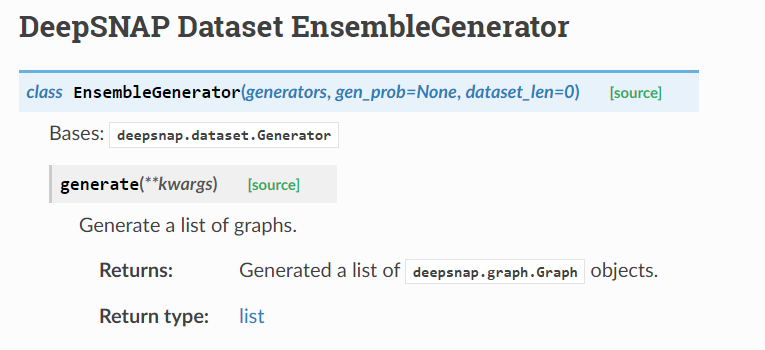 DeepSNAP Dataset EnsembleGenerator
class EnsembleGenerator(generators, gen_prob=None, dataset_len=0) [source]
Bases: deepsnap.dataset.Generator
generate(**kwargs) [source]
Generate a list of graphs.
Returns: Generated a list of deepsnap.graph.Graph objects.
Return type: list